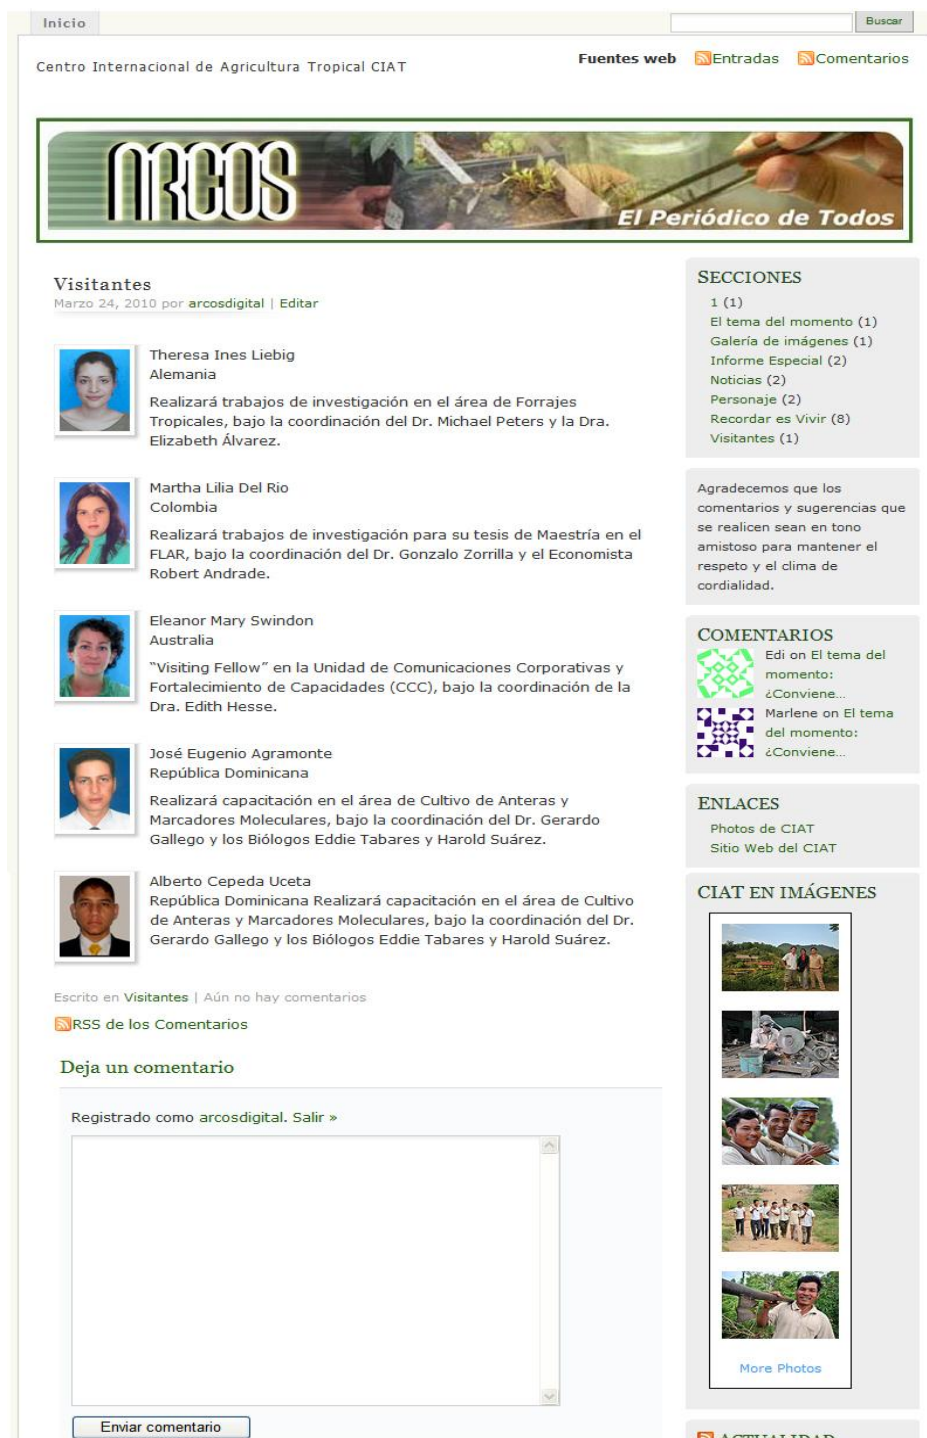 Inicio
Buscar
Centro Internacional de Agricultura Tropical CIAT
Fuentes web Entradas Comentarios
ARCOS
El Periódico de Todos
Visitantes
Marzo 24, 2010 por arcosdigital | Editar
Theresa Ines Liebig
Alemania
Realizará trabajos de investigación en el área de Forrajes
Tropicales, bajo la coordinación del Dr. Michael Peters y la Dra.
Elizabeth Álvarez.
Martha Lilia Del Rio
Colombia
Realizará trabajos de investigación para su tesis de Maestría en el
FLAR, bajo la coordinación del Dr. Gonzalo Zorrilla y el Economista
Robert Andrade.
Eleanor Mary Swindon
Australia
“Visiting Fellow” en la Unidad de Comunicaciones Corporativas y
Fortalecimiento de Capacidades (CCC), bajo la coordinación de la
Dra. Edith Hesse.
José Eugenio Agramonte
República Dominicana
Realizará capacitación en el área de Cultivo de Anteras y
Marcadores Moleculares, bajo la coordinación del Dr. Gerardo
Gallego y los Biólogos Eddie Tabares y Harold Suárez.
Alberto Cepeda Uceta
República Dominicana Realizará capacitación en el área de Cultivo
de Anteras y Marcadores Moleculares, bajo la coordinación del Dr.
Gerardo Gallego y los Biólogos Eddie Tabares y Harold Suárez.
Escrito en Visitantes | Aún no hay comentarios
RSS de los Comentarios
Deja un comentario
Registrado como arcosdigital. Salir »
Enviar comentario
SECCIONES
1 (1)
El tema del momento (1)
Galería de imágenes (1)
Informe Especial (2)
Noticias (2)
Personaje (2)
Recordar es Vivir (8)
Visitantes (1)
Agradecemos que los
comentarios y sugerencias que
se realicen sean en tono
amistoso para mantener el
respeto y el clima de
cordialidad.
COMENTARIOS
Edi on El tema del
momento:
¿Conviene...
Marlene on El tema
del momento:
¿Conviene...
ENLACES
Photos de CIAT
Sitio Web del CIAT
CIAT EN IMÁGENES
More Photos
ACTUALIDAD